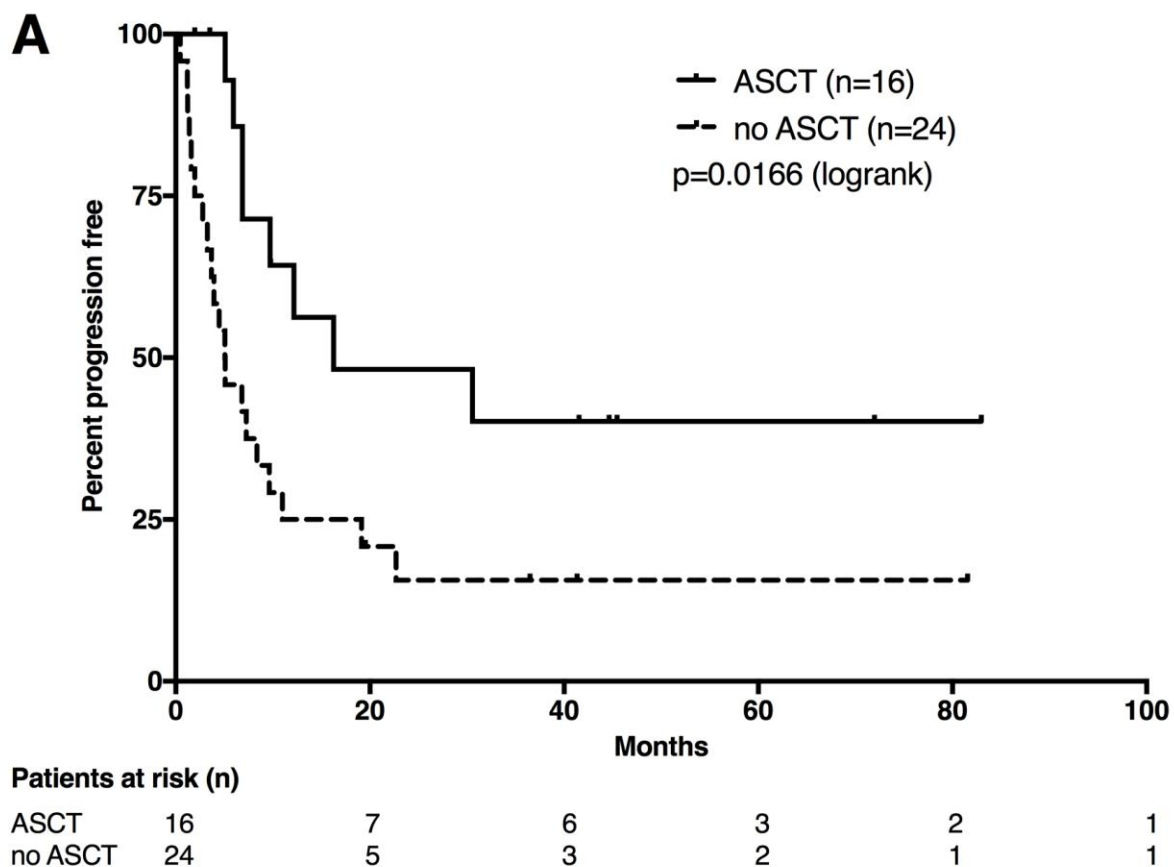 A
100
75
50
25
0
Percent progression free
ASCT (n=16)
no ASCT (n=24)
p=0.0166 (logrank)
0 20 40 60 80 100
Months
Patients at risk (n)
ASCT 16 7 6 3 2 1
no ASCT 24 5 3 2 1 1